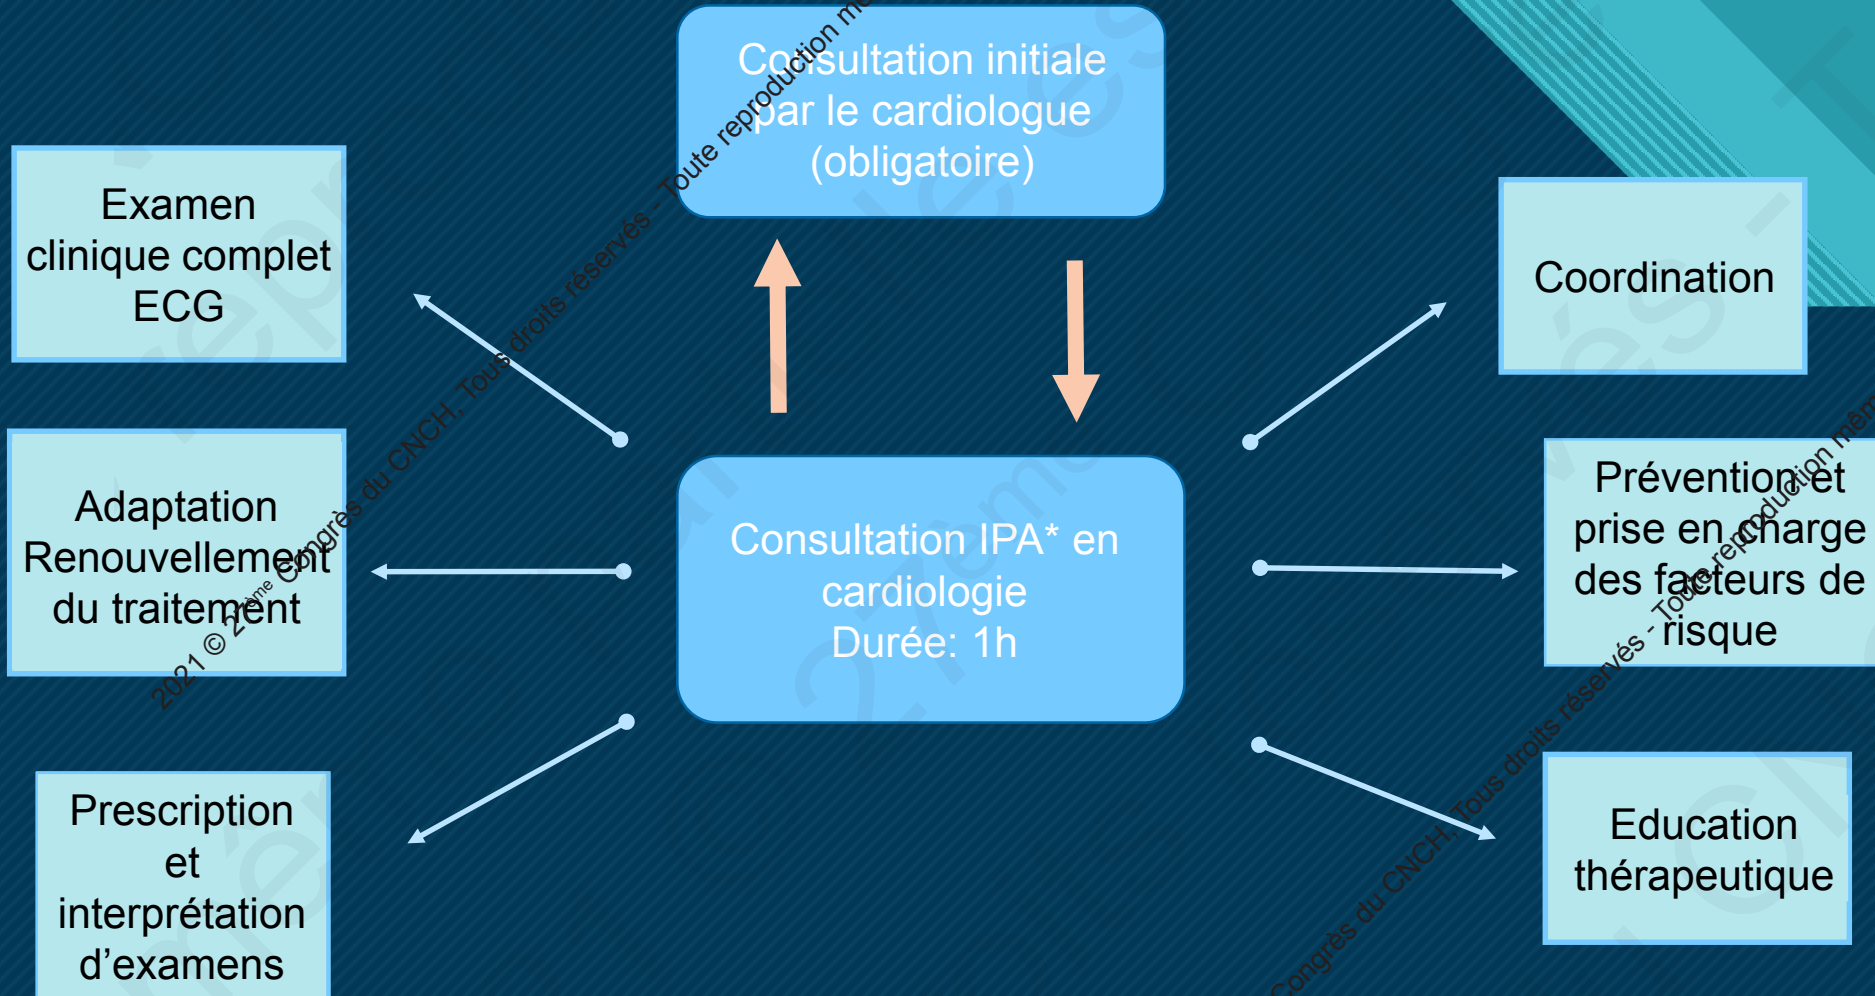 Consultation initiale
par le cardiologue
(obligatoire)
Examen
clinique complet
ECG
Coordination
Adaptation
Renouvellement
du traitement
Consultation IPA* en
cardiologie
Durée: 1h
Prévention et
prise en charge
des facteurs de
risque
Prescription
et
interprétation
d’examens
Education
thérapeutique
2021 © 27ème Congrès du CNCH, Tous droits réservés - Toute reproduction
Congrès du CNCH, Tous droits réservés - Toute reproduction